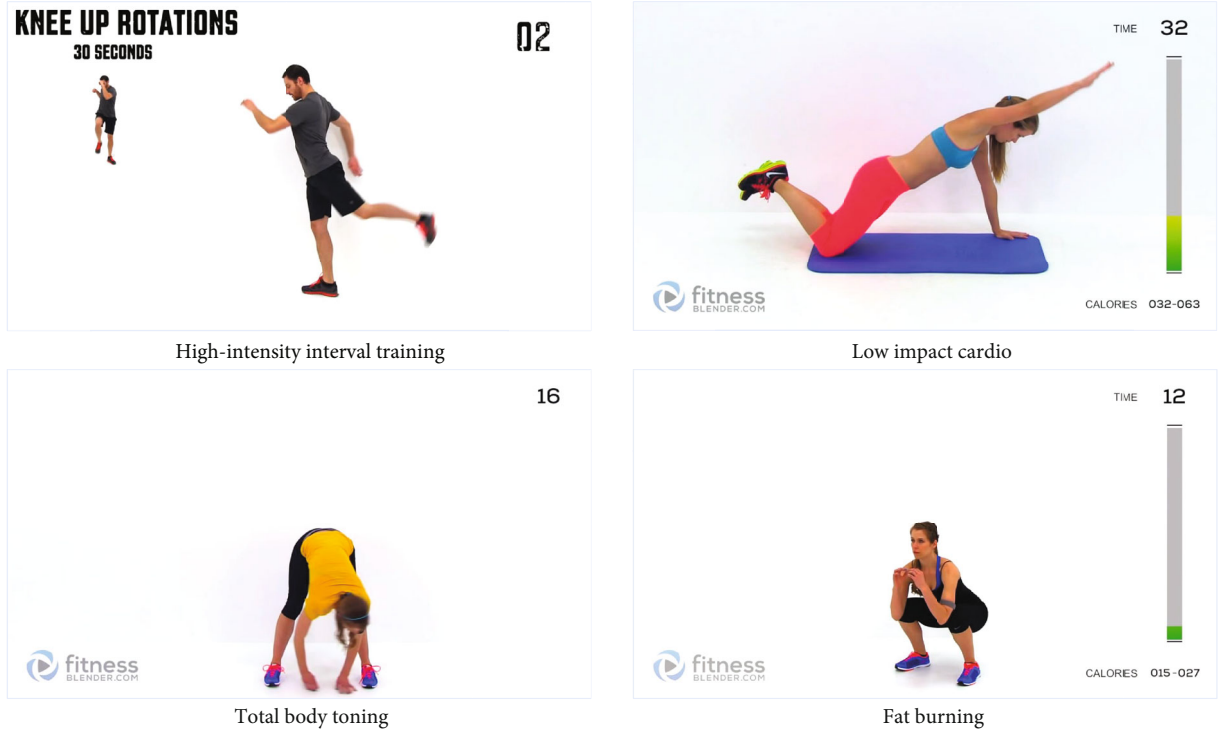 KNEE UP ROTATIONS
30 SECONDS
02
High-intensity interval training
TIME 32
fitness
BLENDER.COM
CALORIES 032-063
Low impact cardio
16
fitness
BLENDER.COM
Total body toning
TIME 12
fitness
BLENDER.COM
CALORIES 015-027
Fat burning